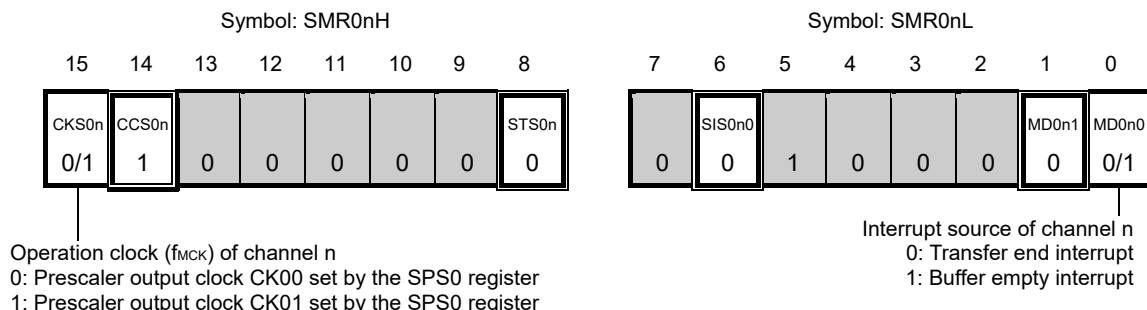 Symbol: SMR0nH
Symbol: SMR0nL
15 14 13 12 11 10 9 8
7 6 5 4 3 2 1 0
CKS0n CCS0n STS0n
SIS0n0 MD0n1 MD0n0
0/1 1 0 0 0 0 0 0
0 0 1 0 0 0 0 0/1
Operation clock (fMCK) of channel n
0: Prescaler output clock CK00 set by the SPS0 register
1: Prescaler output clock CK01 set by the SPS0 register
Interrupt source of channel n
0: Transfer end interrupt
1: Buffer empty interrupt